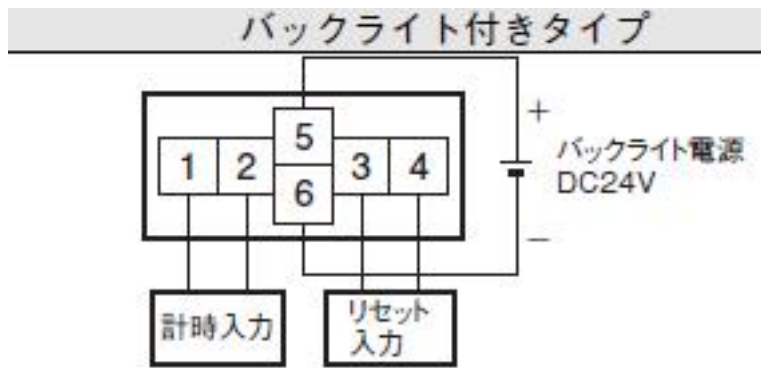 バックライト付きタイプ
5
1 2 3 4
6
+
バックライト電源
DC24V
−
計時入力
リセット
入力